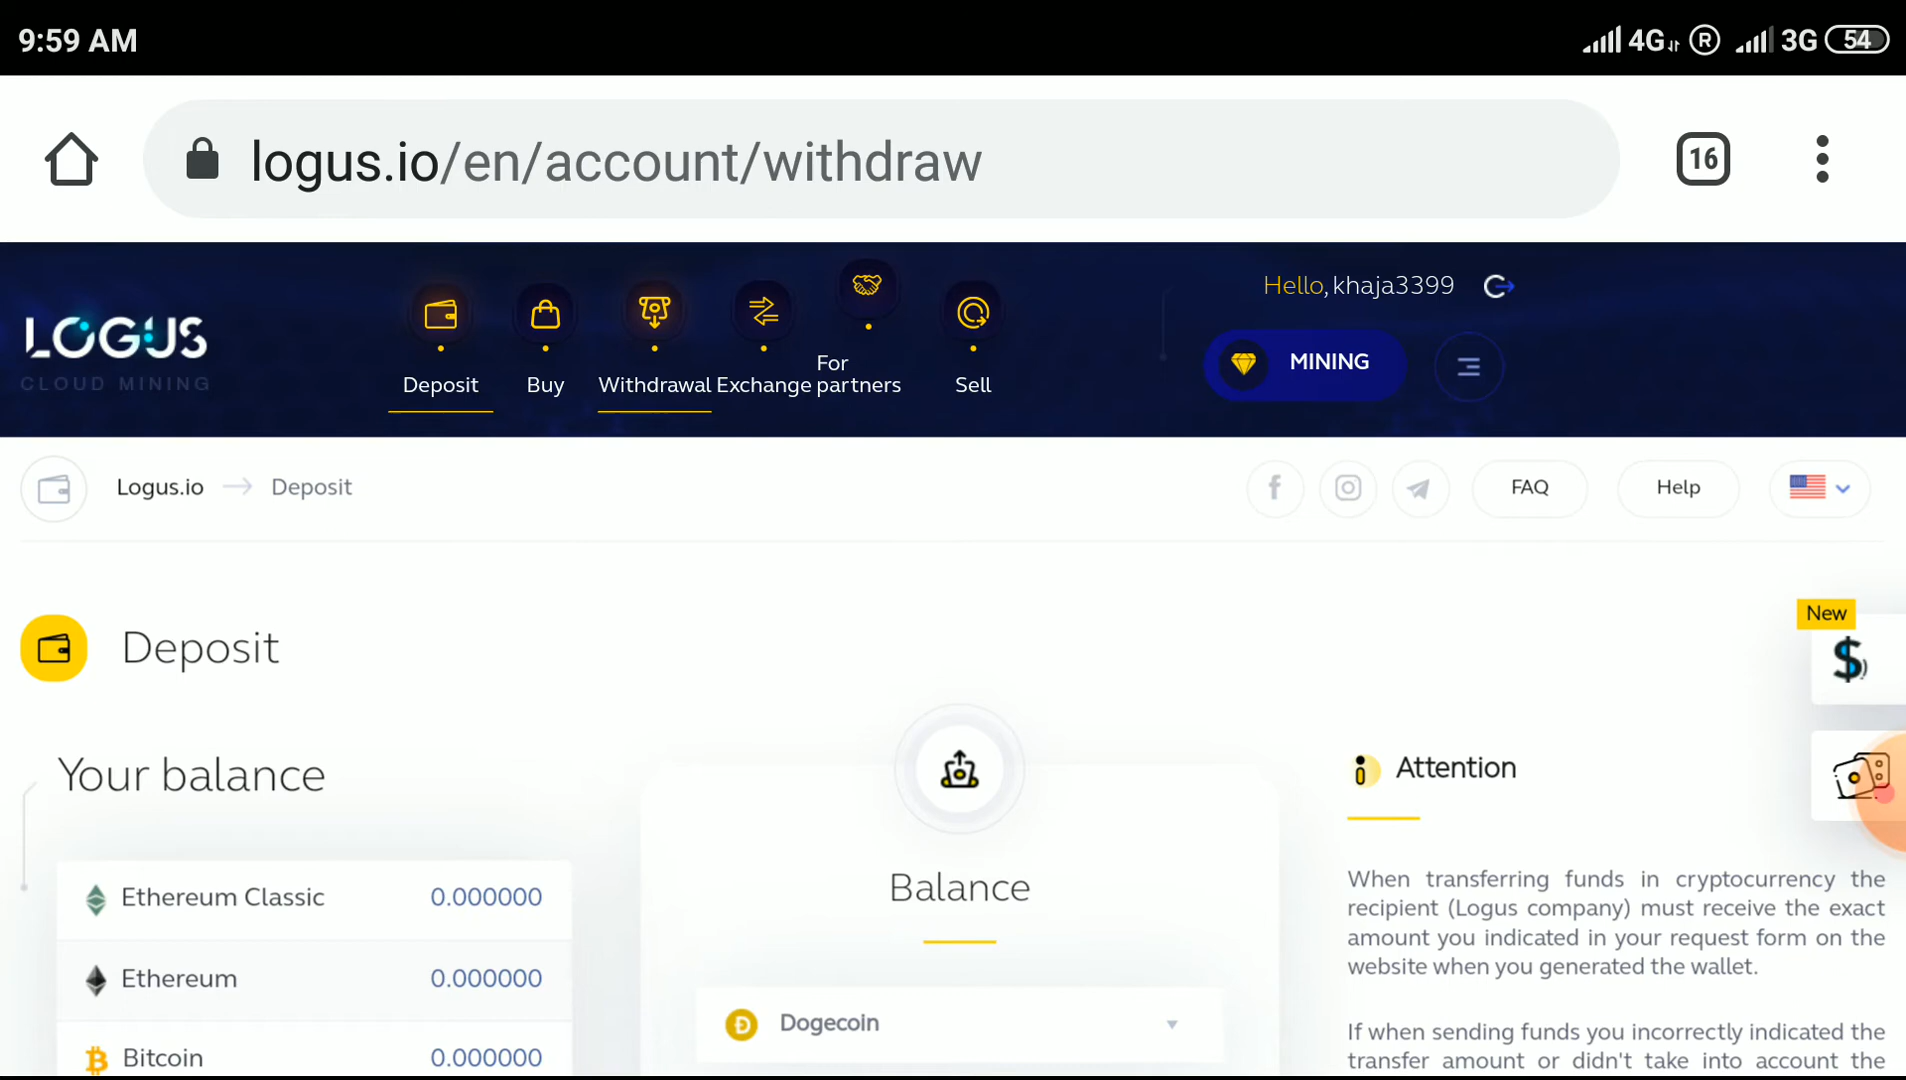 9:59 AM
4G R 3G 54
logus.io/en/account/withdraw
16
LOGUS
CLOUD MINING
Deposit
Buy
Withdrawal
Exchange
For
partners
Sell
Hello, khaja3399
MINING
Logus.io Deposit
FAQ
Help
Deposit
New
Your balance
Ethereum Classic 0.000000
Ethereum 0.000000
Bitcoin 0.000000
Balance
Dogecoin
Attention
When transferring funds in cryptocurrency the
recipient (Logus company) must receive the exact
amount you indicated in your request form on the
website when you generated the wallet.
If when sending funds you incorrectly indicated the
transfer amount or didn't take into account the